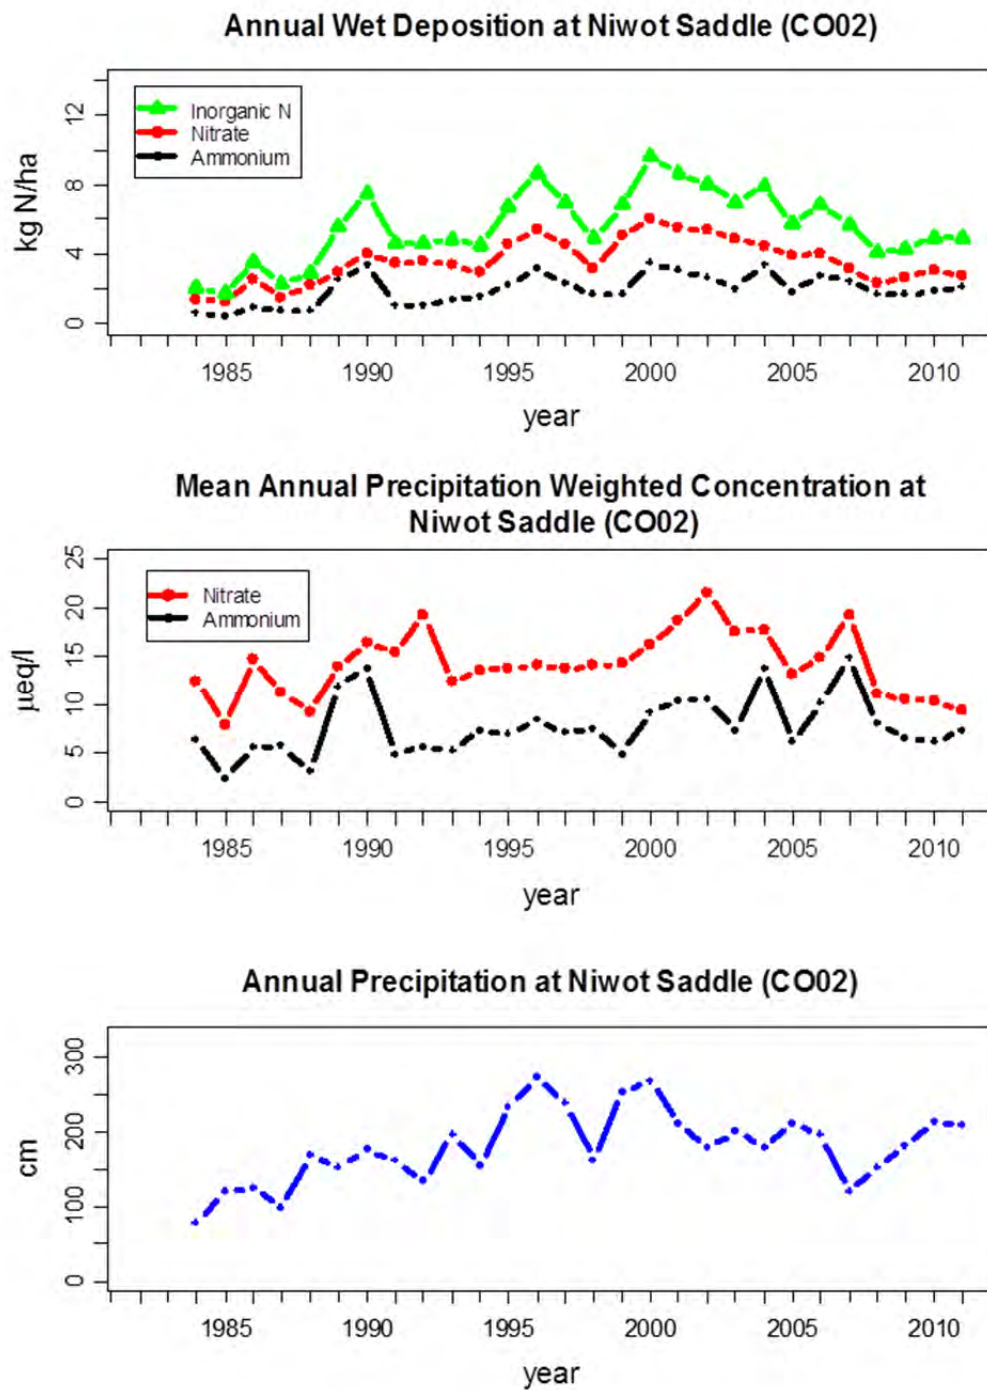 Annual Wet Deposition at Niwot Saddle (CO02)
kg N/ha
12
8
4
0
Inorganic N
Nitrate
Ammonium
1985 1990 1995 2000 2005 2010
year
Mean Annual Precipitation Weighted Concentration at
Niwot Saddle (CO02)
μeq/l
25
20
15
10
5
0
Nitrate
Ammonium
1985 1990 1995 2000 2005 2010
year
Annual Precipitation at Niwot Saddle (CO02)
cm
300
200
100
0
1985 1990 1995 2000 2005 2010
year